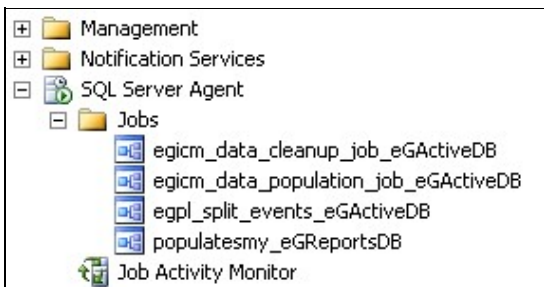 Management
Notification Services
SQL Server Agent
Jobs
egicm_data_cleanup_job_eGActiveDB
egicm_data_population_job_eGActiveDB
egpl_split_events_eGActiveDB
populatesmy_eGReportsDB
Job Activity Monitor